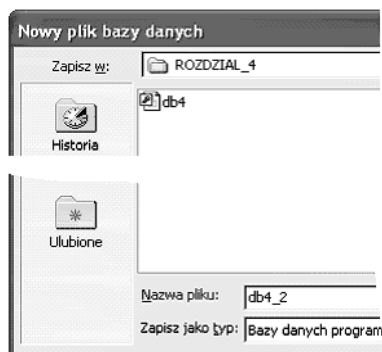 Nowy plik bazy danych
Zapisz w: ROZDZIAL_4
db4
Historia
Ulubione
Nazwa pliku: db4_2
Zapisz jako typ: Bazy danych program